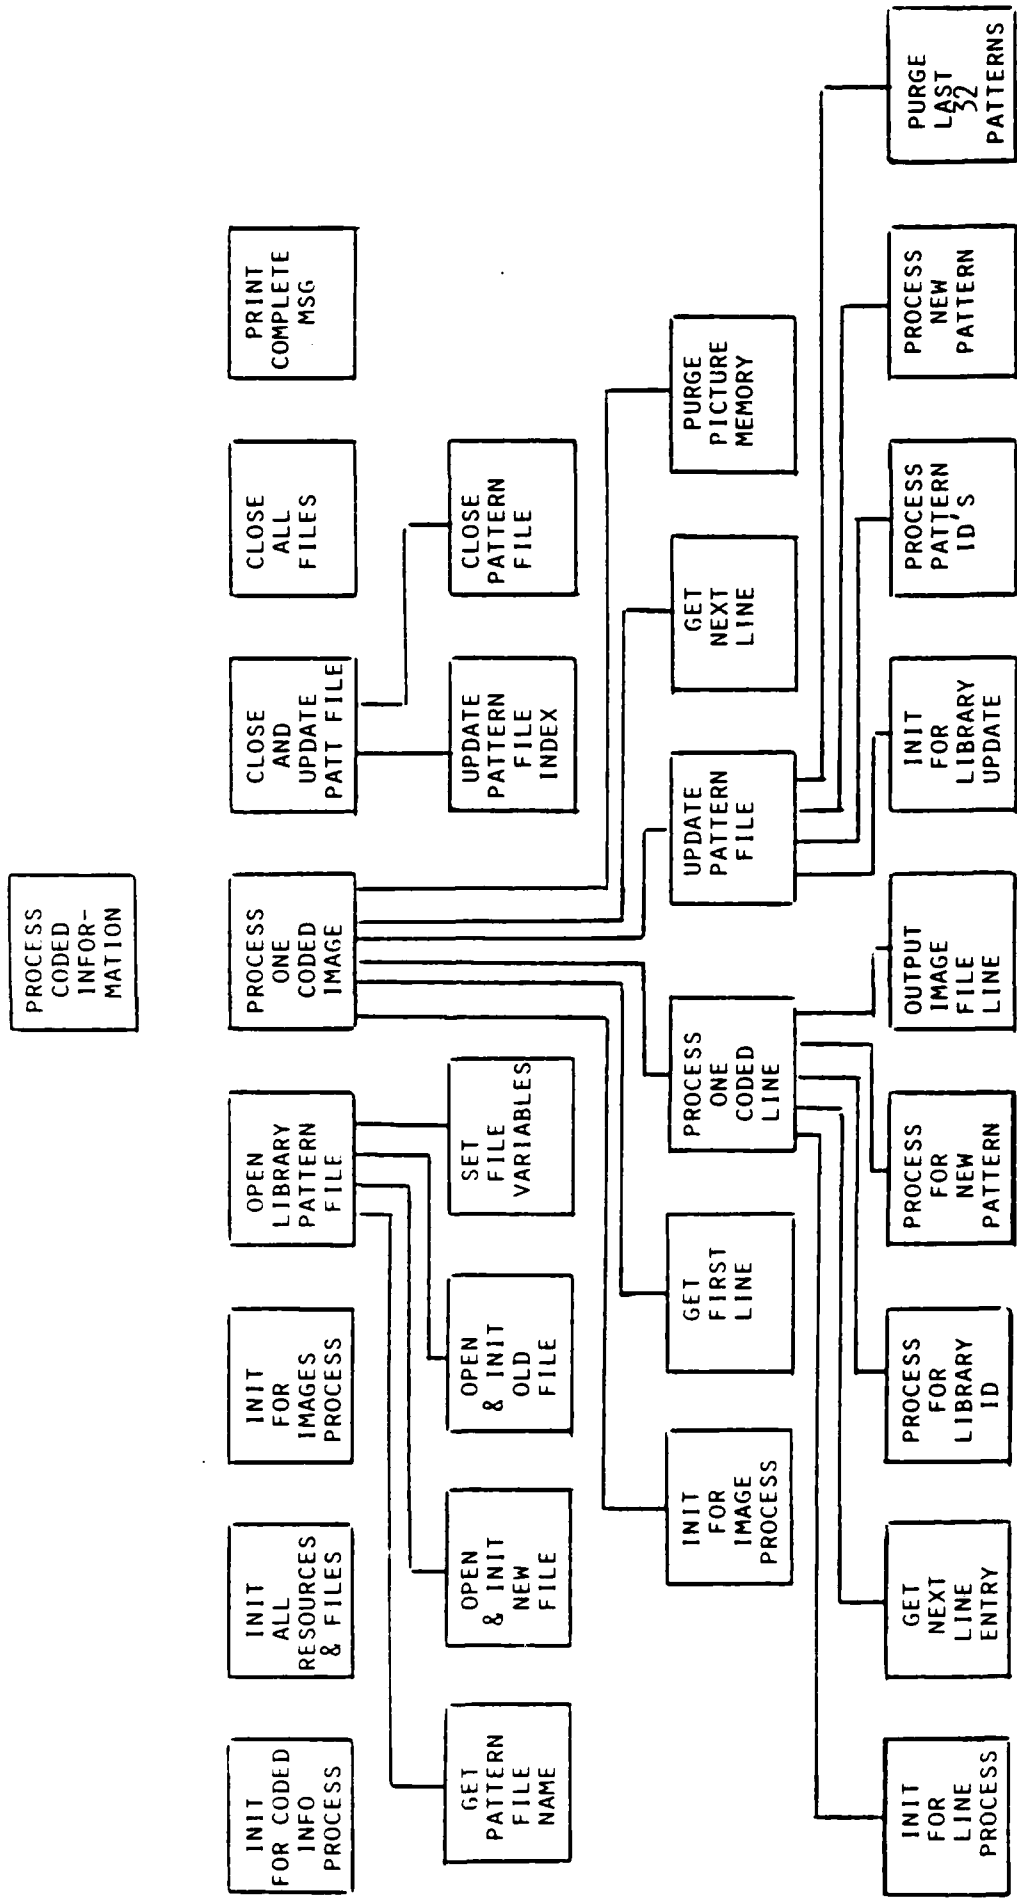 PROCESS
CODED
INFOR-
MATION
INIT
FOR CODED
INFO
PROCESS
INIT
ALL
RESOURCES
& FILES
INIT
FOR
IMAGES
PROCESS
OPEN
LIBRARY
PATTERN
FILE
PROCESS
ONE
CODED
IMAGE
CLOSE
AND
UPDATE
PATT FILE
CLOSE
ALL
FILES
PRINT
COMPLETE
MSG
GET
PATTERN
FILE
NAME
OPEN
& INIT
NEW
FILE
OPEN
& INIT
OLD
FILE
SET
FILE
VARIABLES
UPDATE
PATTERN
FILE
INDEX
CLOSE
PATTERN
FILE
INIT
FOR
IMAGE
PROCESS
GET
FIRST
LINE
PROCESS
ONE
CODED
LINE
UPDATE
PATTERN
FILE
GET
NEXT
LINE
PURGE
PICTURE
MEMORY
INIT
FOR
LINE
PROCESS
GET
NEXT
LINE
ENTRY
PROCESS
FOR
LIBRARY
ID
PROCESS
FOR
NEW
PATTERN
OUTPUT
IMAGE
FILE
LINE
INIT
FOR
LIBRARY
UPDATE
PROCESS
PATTERN
ID'S
PROCESS
NEW
PATTERN
PURGE
LAST
32
PATTERNS